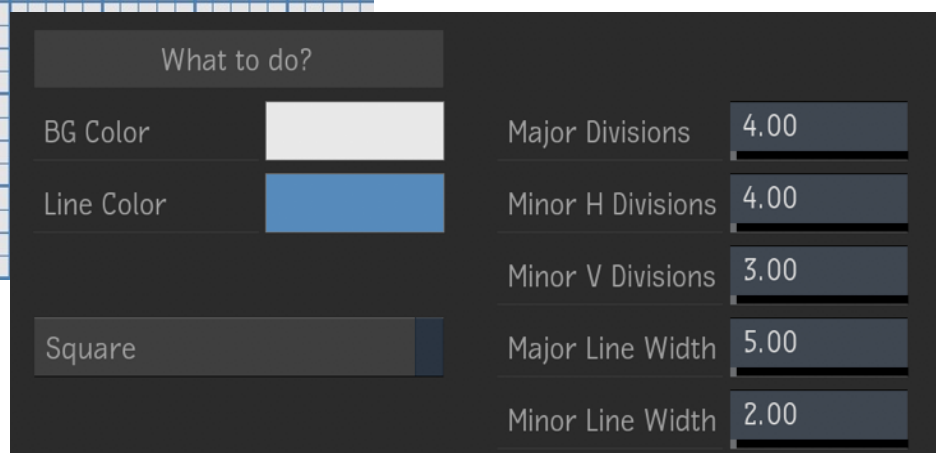 What to do?
BG Color
Line Color
Square
Major Divisions 4.00
Minor H Divisions 4.00
Minor V Divisions 3.00
Major Line Width 5.00
Minor Line Width 2.00